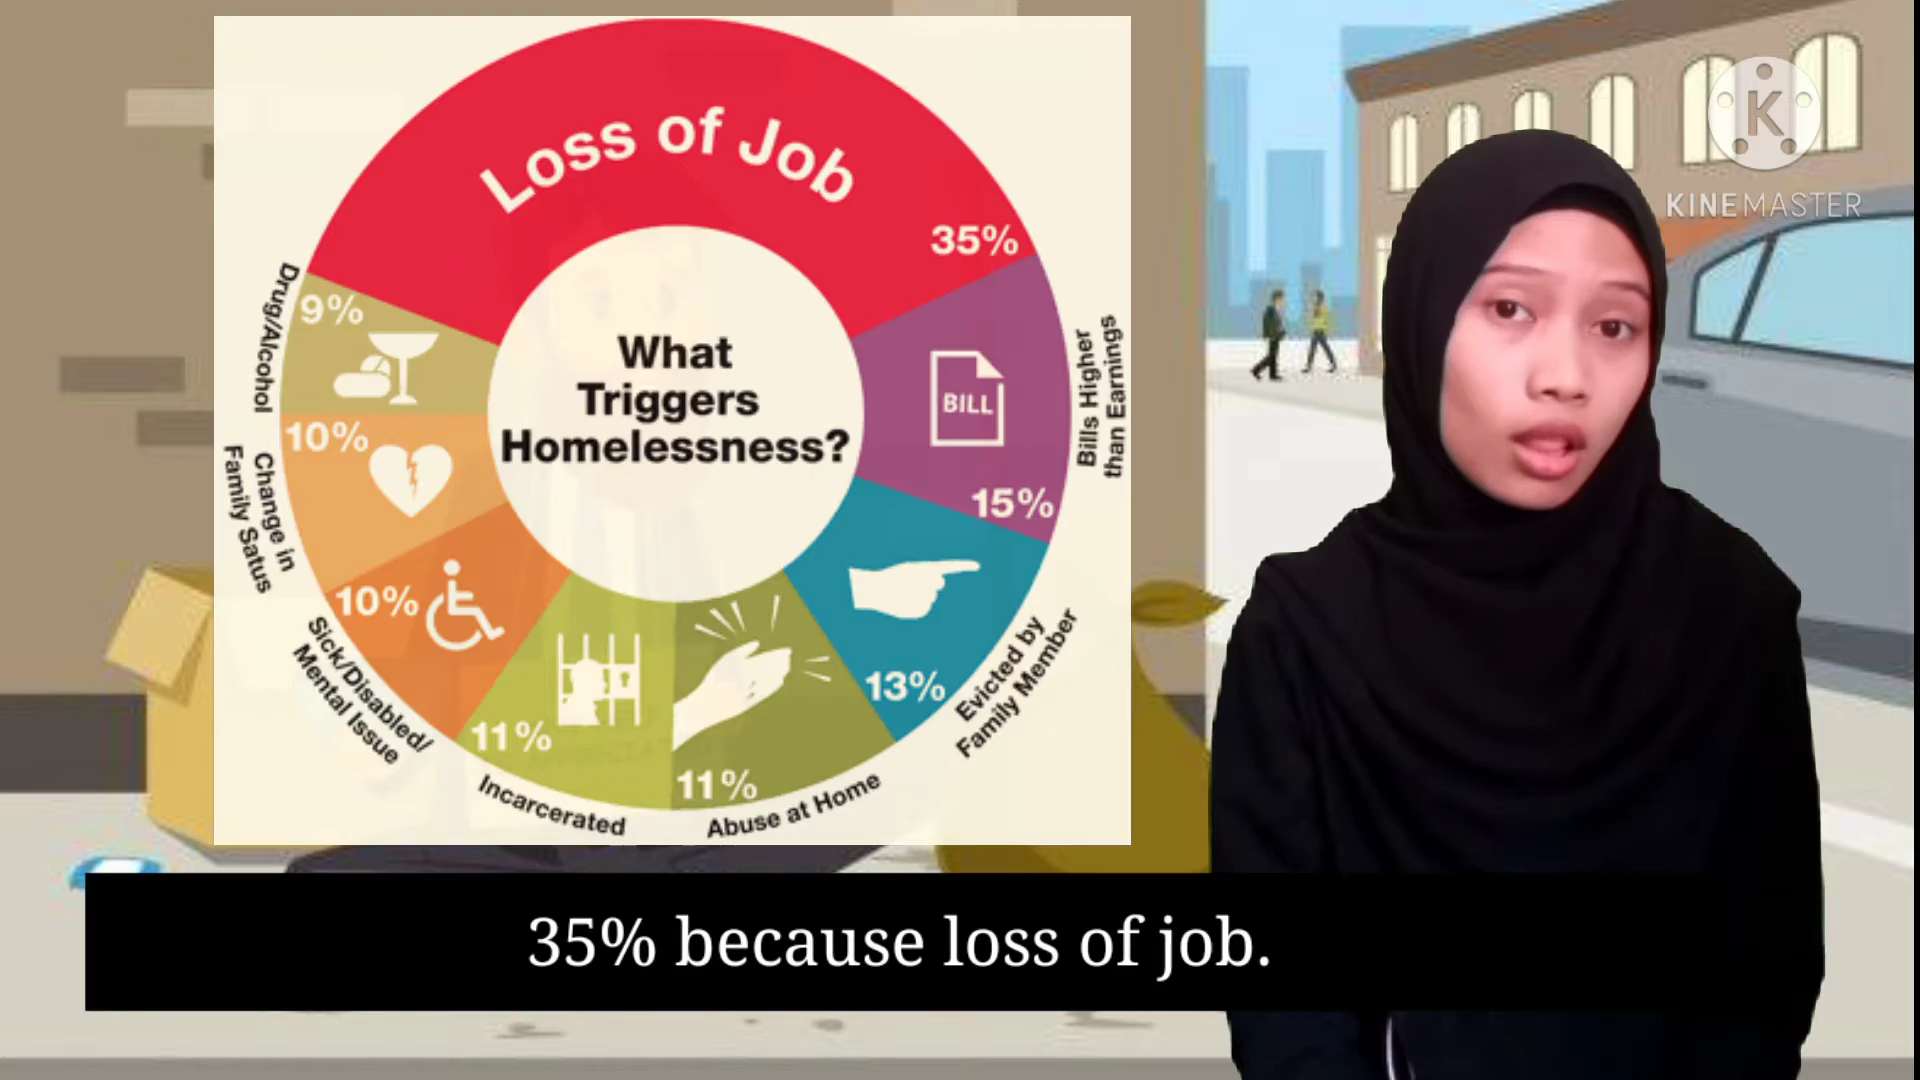 Loss of Job
35%
What
Triggers
Homelessness?
BILL
Bills Higher
than Earnings
15%
13%
Evicted by
Family Member
11%
Abuse at Home
11%
Incarcerated
10%
Sick/Disabled/
Mental Issue
10%
Change in
Family Satus
9%
Drug/Alcohol
K
KINEMASTER
35% because loss of job.